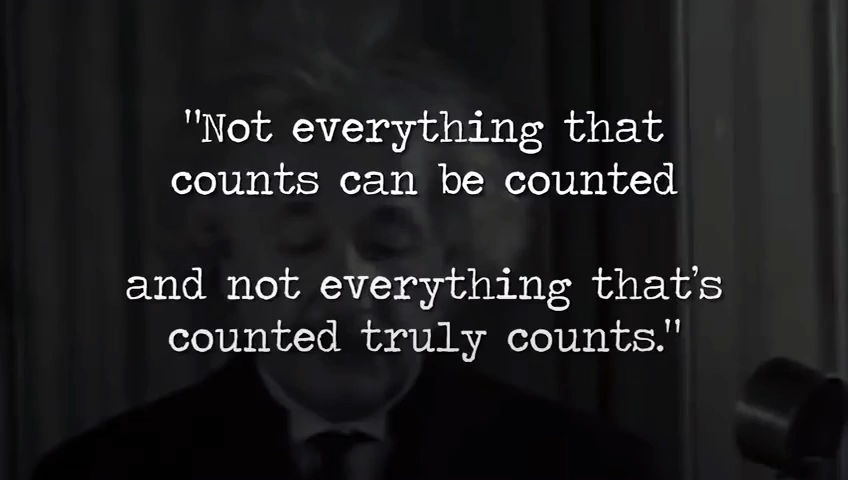 "Not everything that
counts can be counted
and not everything that's
counted truly counts."